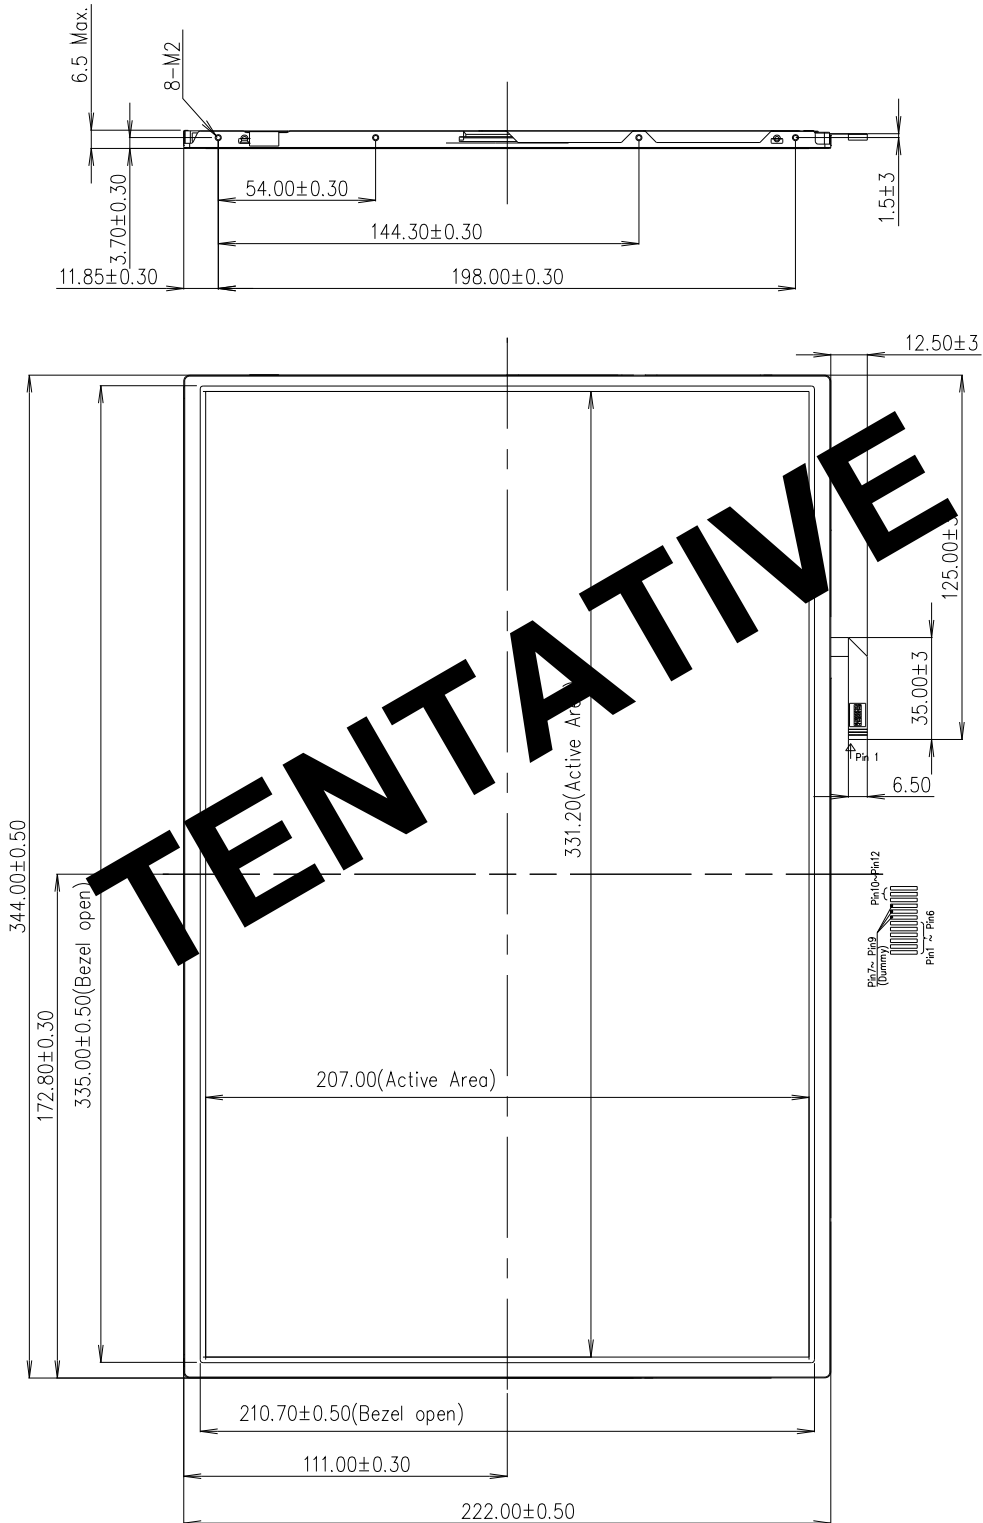 6.5 Max.
8-M2
54.00±0.30
1.5±3
3.70±0.30
144.30±0.30
11.85±0.30
198.00±0.30
12.50±3
125.00±3
331.20(Active Area)
35.00±3
Pin 1
6.50
344.00±0.50
335.00±0.50(Bezel open)
172.80±0.30
TENTATIVE
Pin10~Pin12
Pin1 ~ Pin6
Pin7~ Pin9
(Dummy)
207.00(Active Area)
210.70±0.50(Bezel open)
111.00±0.30
222.00±0.50